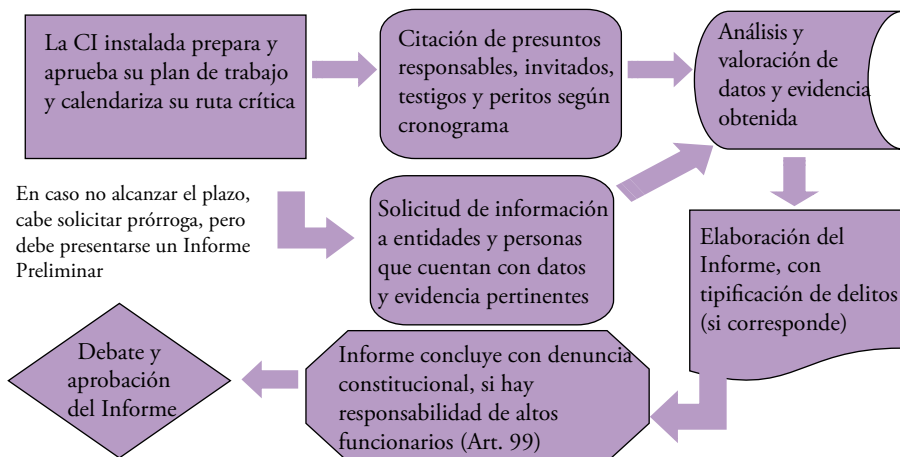 La CI instalada prepara y
aprueba su plan de trabajo
y calendariza su ruta crítica
Citación de presuntos
responsables, invitados,
testigos y peritos según
cronograma
Análisis y
valoración de
datos y evidencia
obtenida
En caso no alcanzar el plazo,
cabe solicitar prórroga, pero
debe presentarse un Informe
Preliminar
Solicitud de información
a entidades y personas
que cuentan con datos
y evidencia pertinentes
Elaboración del
Informe, con
tipificación de delitos
(si corresponde)
Informe concluye con denuncia
constitucional, si hay
responsabilidad de altos
funcionarios (Art. 99)
Debate y
aprobación
del Informe